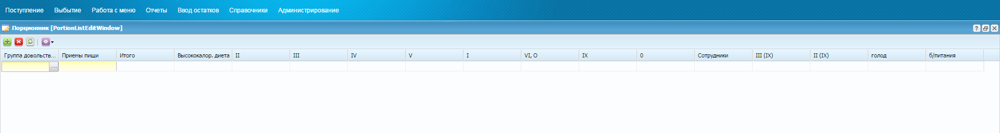 Поступление Выбытие Работа с меню Отчеты Ввод остатков Справочники Администрирование
Порционник [PortionListEditWindow]
Группа довольств... Приемы пищи Итого Высококалор. диета II III IV V I VI, О IX 0 Сотрудники III (IX) II (IX) голод б/питания
...